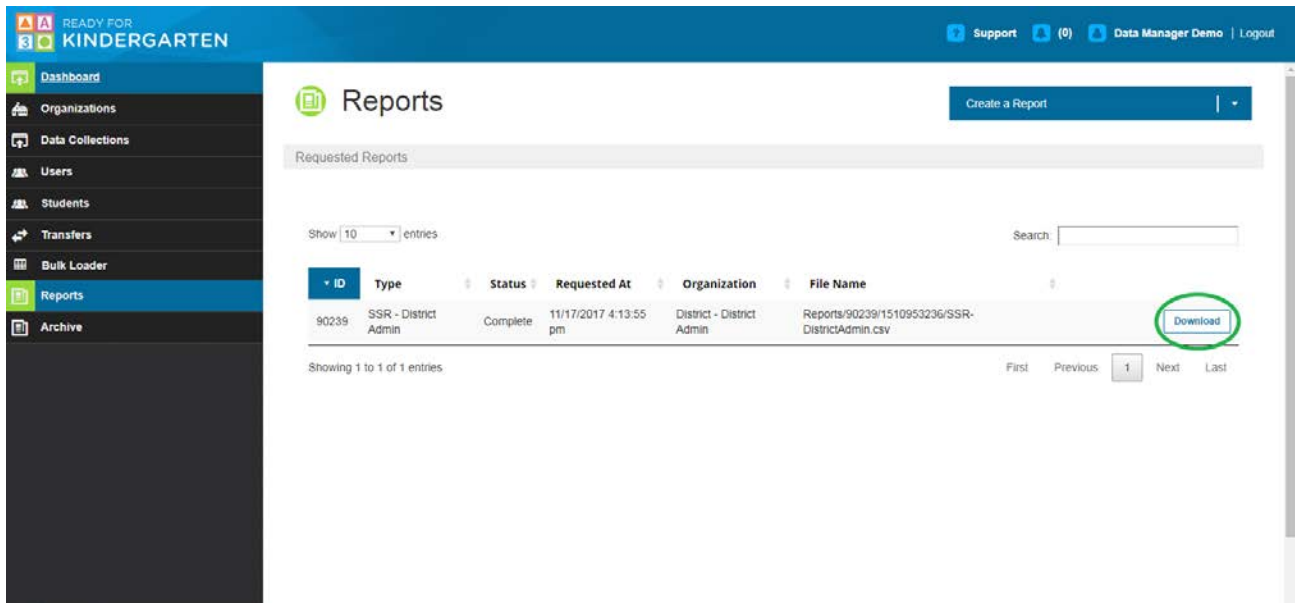 READY FOR
KINDERGARTEN
Support (0) Data Manager Demo | Logout
Dashboard
Organizations
Data Collections
Users
Students
Transfers
Bulk Loader
Reports
Archive
Reports
Create a Report
Requested Reports
Show 10 entries
Search:
ID Type Status Requested At Organization File Name
90239 SSR - District Admin Complete 11/17/2017 4:13:55 pm District - District Admin Reports/90239/1510953236/SSR-DistrictAdmin.csv Download
Showing 1 to 1 of 1 entries
First Previous 1 Next Last